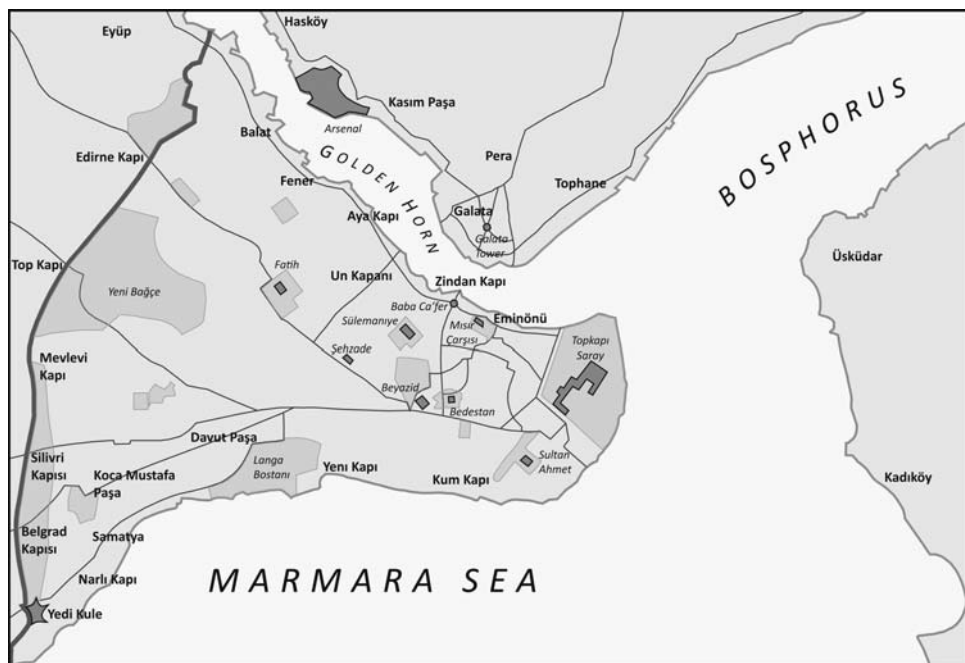 Eyüp
Hasköy
Kasım Paşa
Arsenal
Balat
GOLDEN HORN
Pera
BOSPHORUS
Edirne Kapı
Fener
Tophane
Aya Kapı
Galata
Galata
Tower
Üsküdar
Top Kapı
Fatih
Un Kapanı
Zindan Kapı
Yeni Bağçe
Baba Ca'fer
Eminönü
Sülemaniye
Mısır
Çarşısı
Topkapı
Saray
Şehzade
Mevlevi
Kapı
Beyazid
Bedestan
Davut Paşa
Silivri
Kapısı
Koca Mustafa
Paşa
Langa
Bostanı
Yenı Kapı
Kum Kapı
Sultan
Ahmet
Kadıköy
Belgrad
Kapısı
Samatya
Narlı Kapı
MARMARA SEA
Yedi Kule